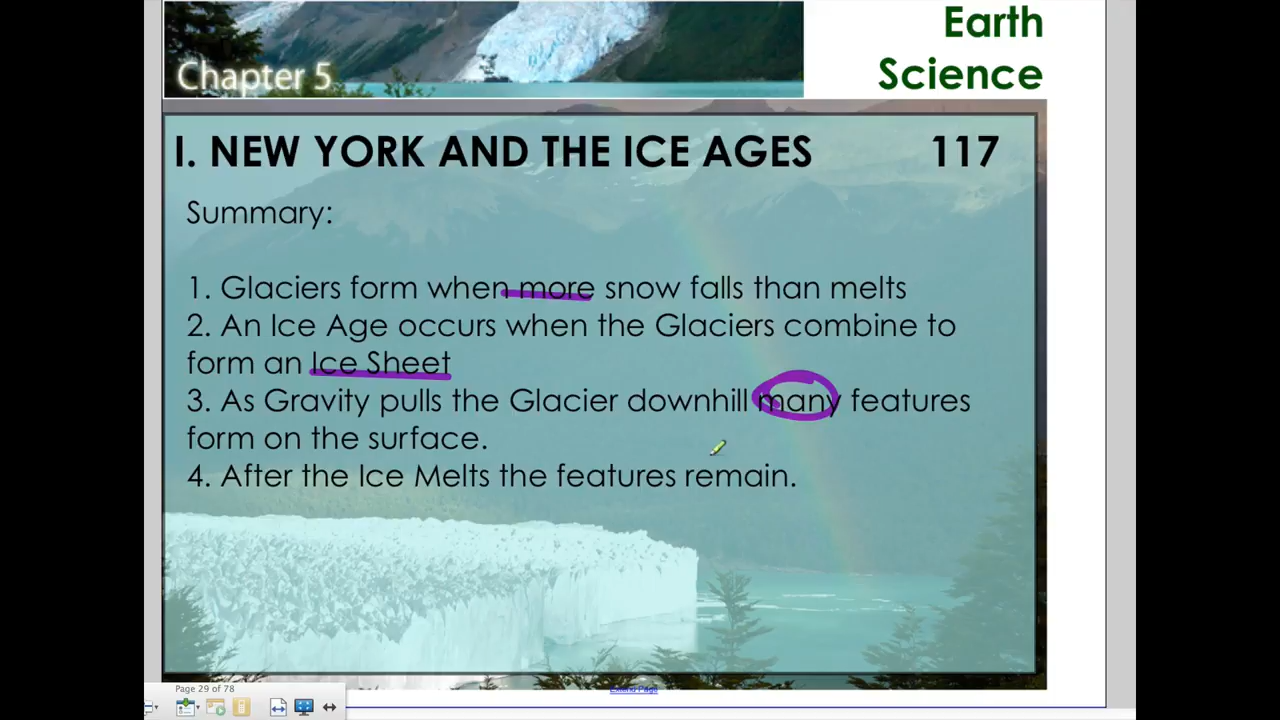 Earth
Science
Chapter 5
I. NEW YORK AND THE ICE AGES 117
Summary:
1. Glaciers form when more snow falls than melts
2. An Ice Age occurs when the Glaciers combine to
form an Ice Sheet
3. As Gravity pulls the Glacier downhill many features
form on the surface.
4. After the Ice Melts the features remain.
Page 29 of 78
Extend Page